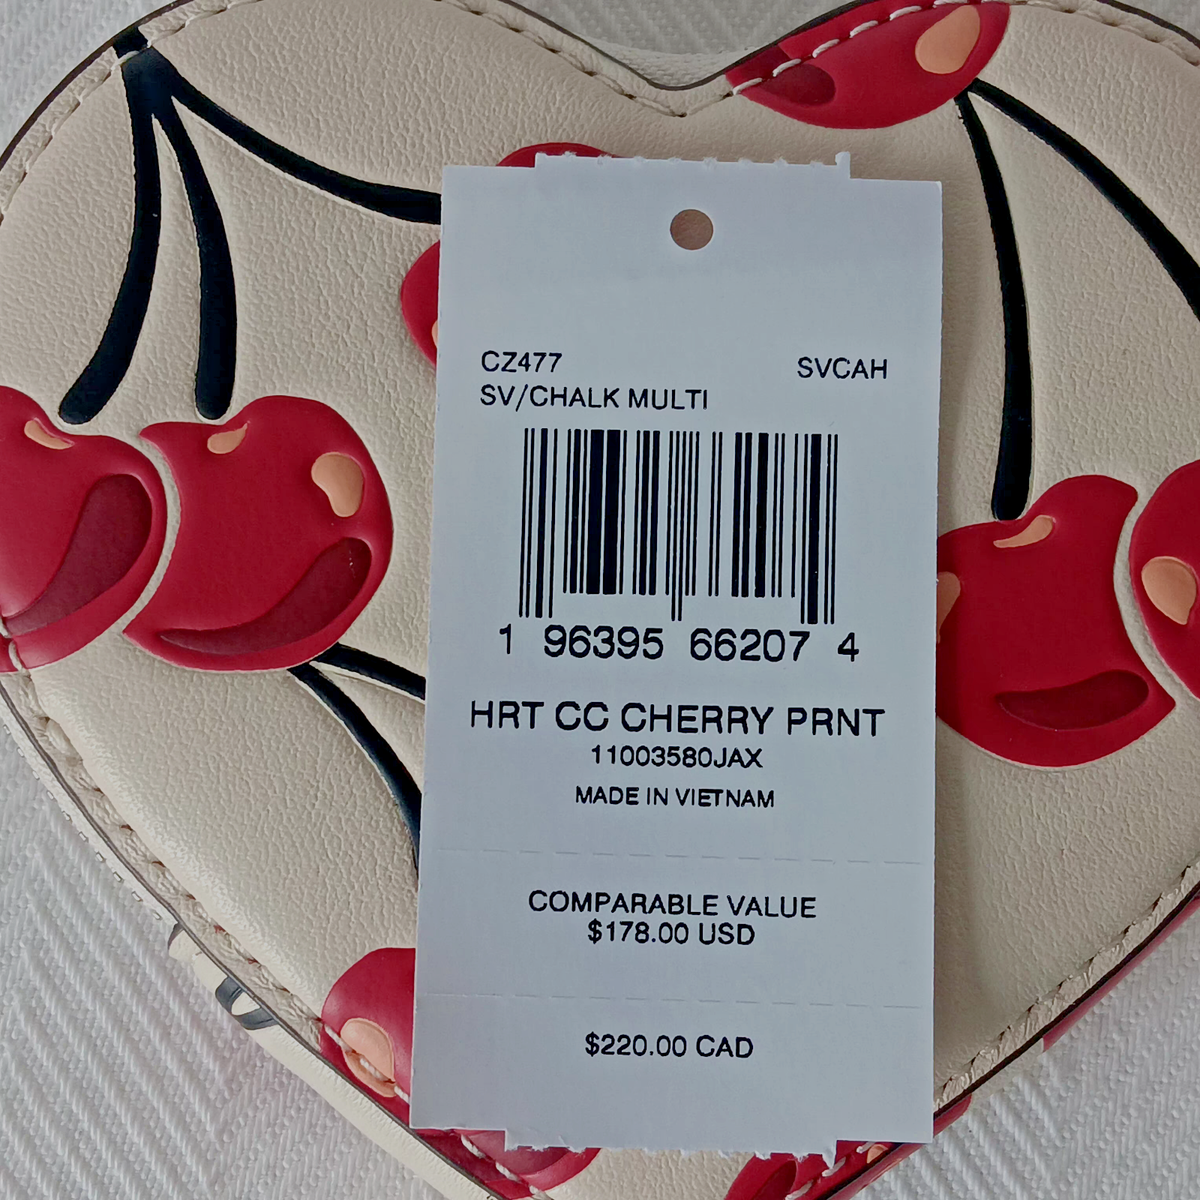 CZ477 SVCAH
SV/CHALK MULTI
1 96395 66207 4
HRT CC CHERRY PRNT
11003580JAX
MADE IN VIETNAM
COMPARABLE VALUE
$178.00 USD
$220.00 CAD